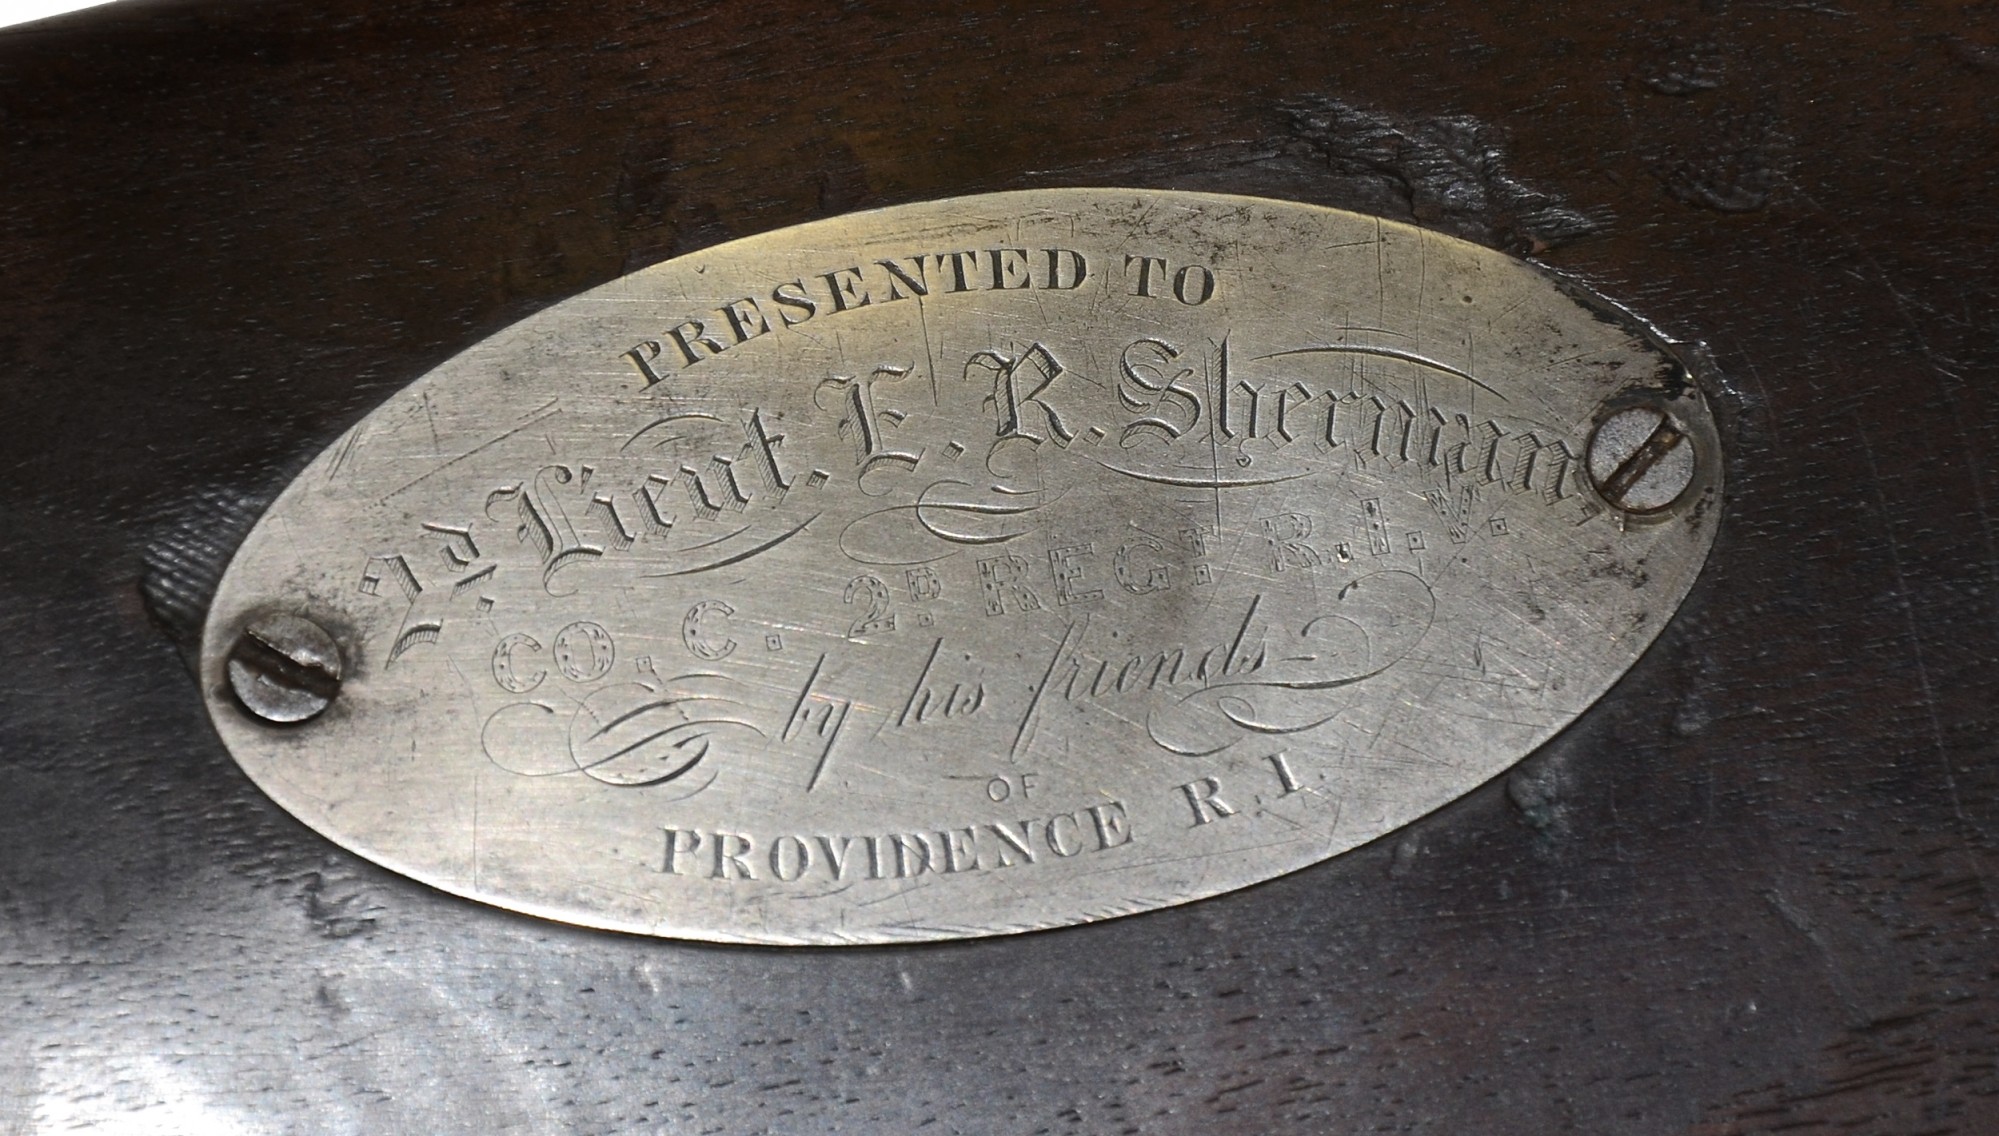 PRESENTED TO
2d. Lieut. E. R. Sherman.
CO. C. 2D. REGT. R. I. V.
by his friends
OF
PROVIDENCE R. I.